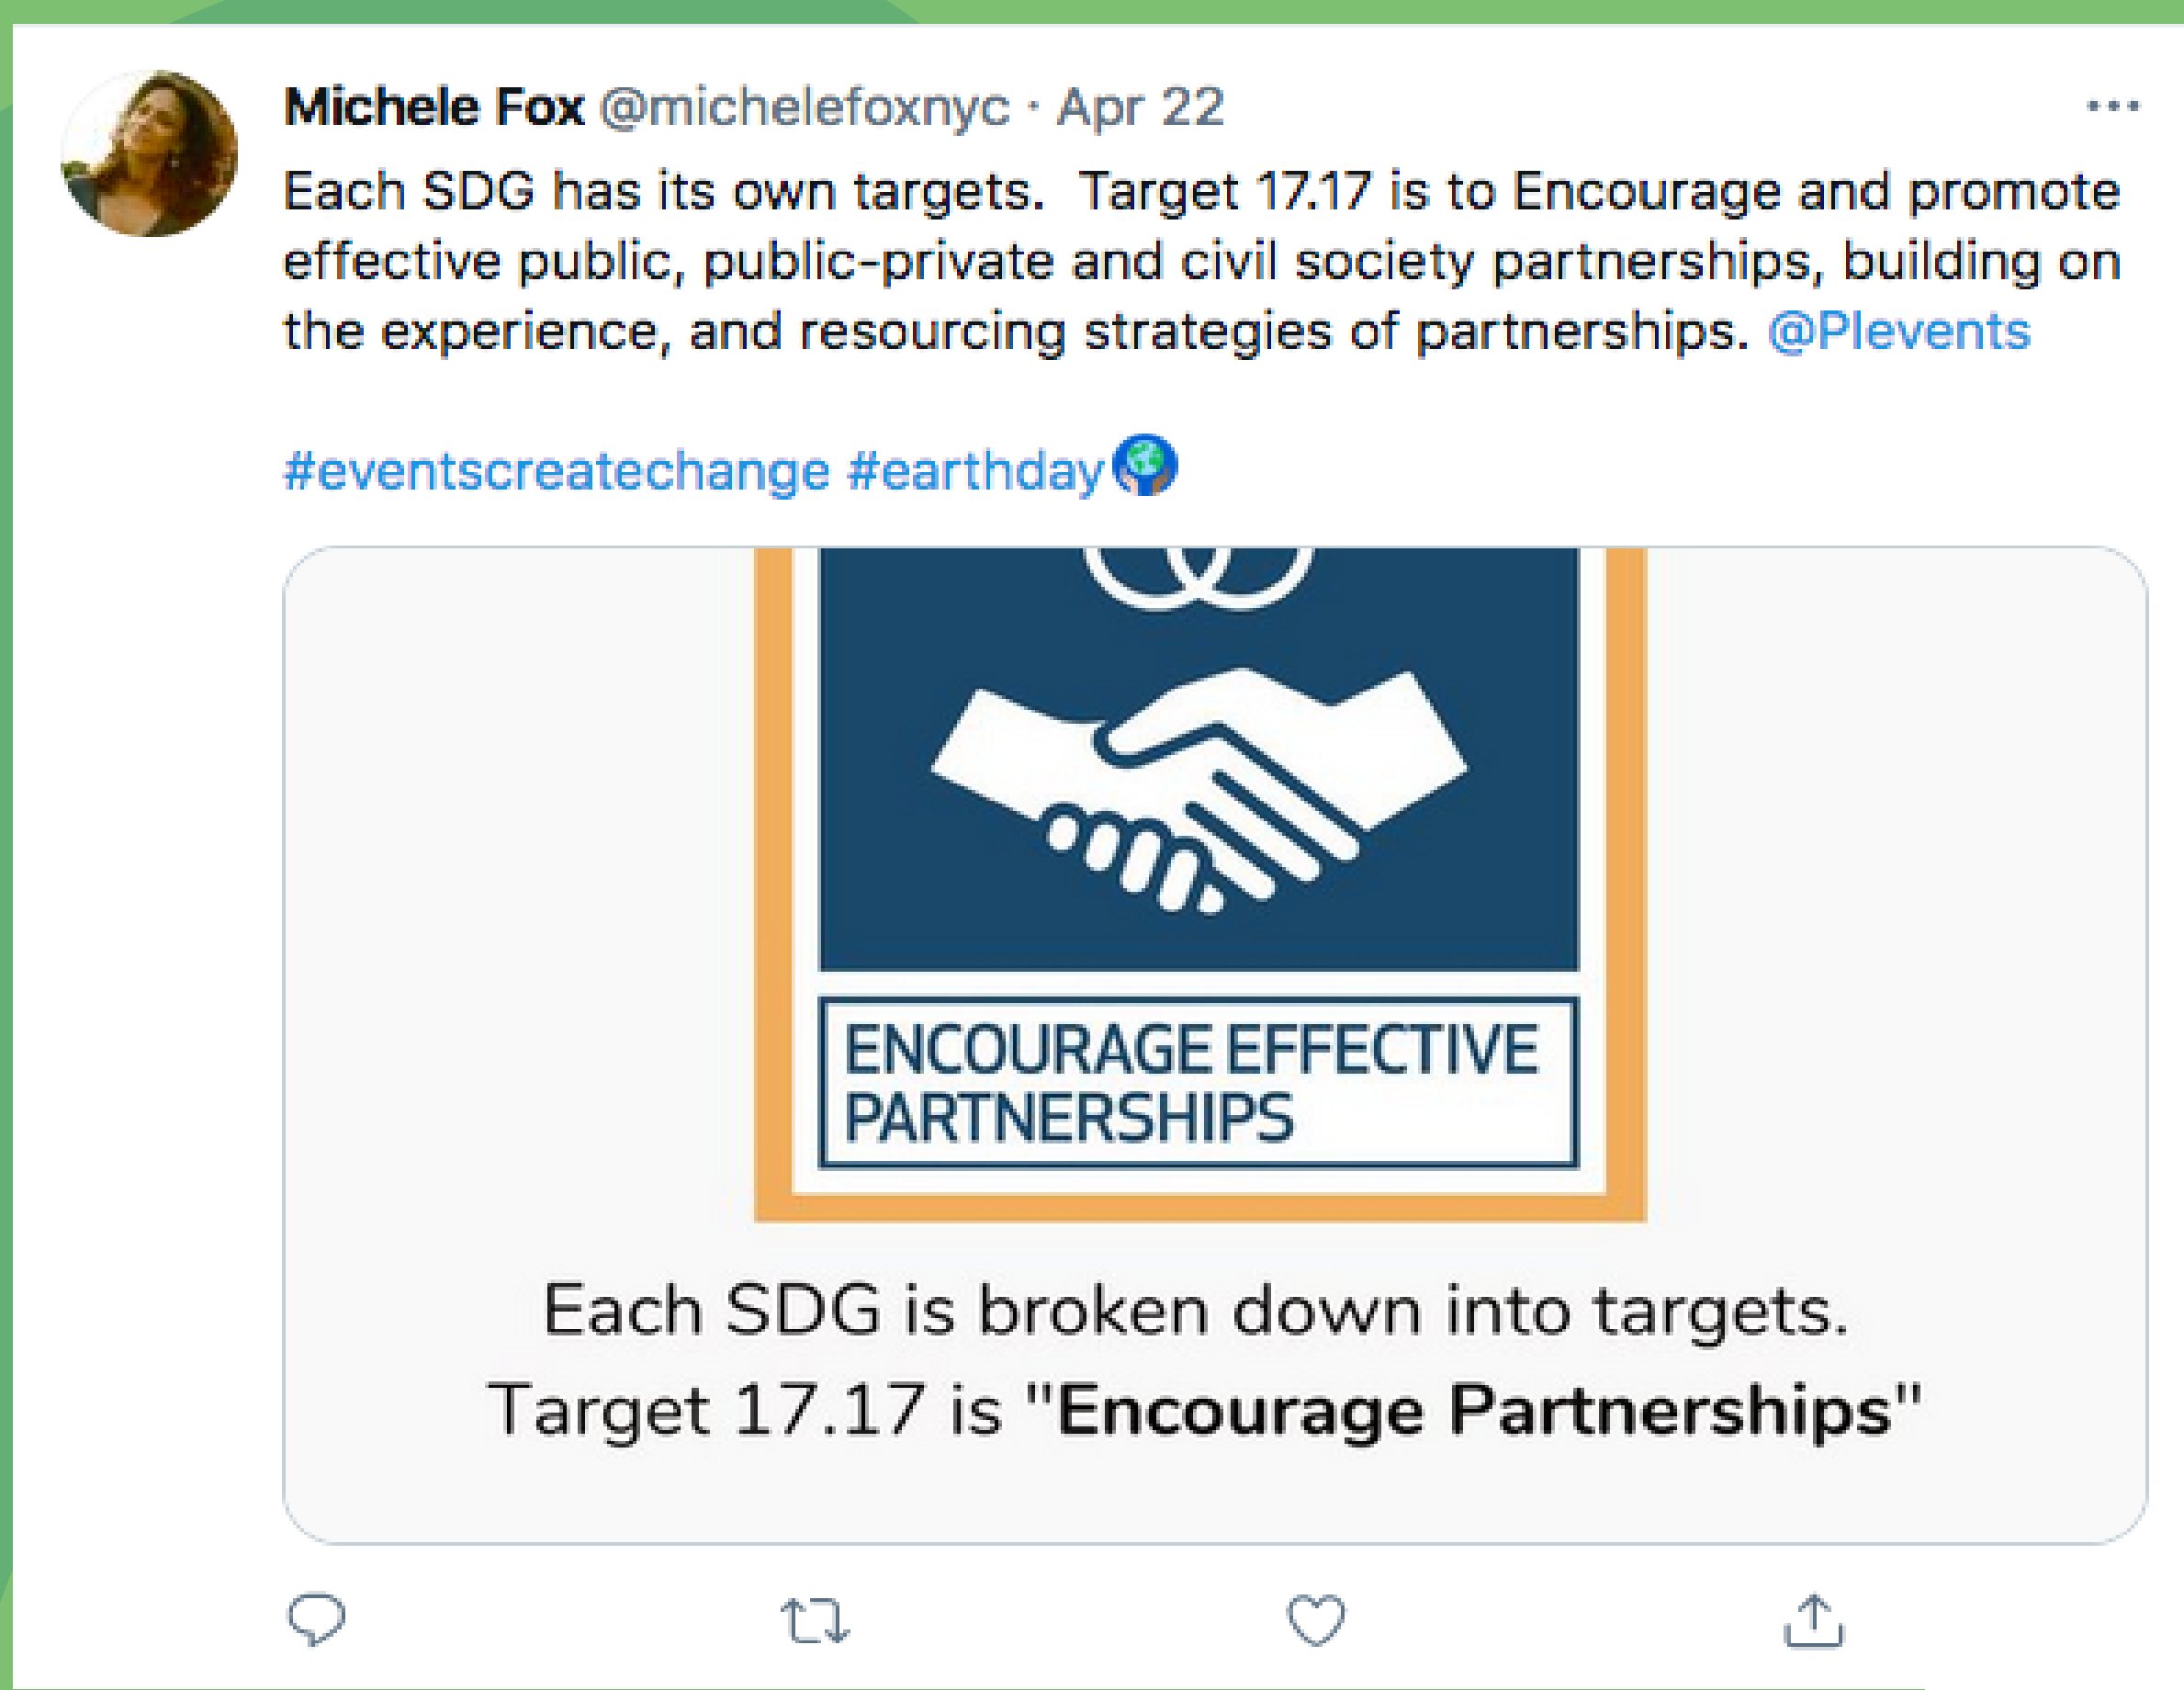 Michele Fox @michelefoxnyc · Apr 22
Each SDG has its own targets.  Target 17.17 is to Encourage and promote
effective public, public-private and civil society partnerships, building on
the experience, and resourcing strategies of partnerships. @Plevents
#eventscreatechange #earthday
ENCOURAGE EFFECTIVE
PARTNERSHIPS
Each SDG is broken down into targets.
Target 17.17 is "Encourage Partnerships"